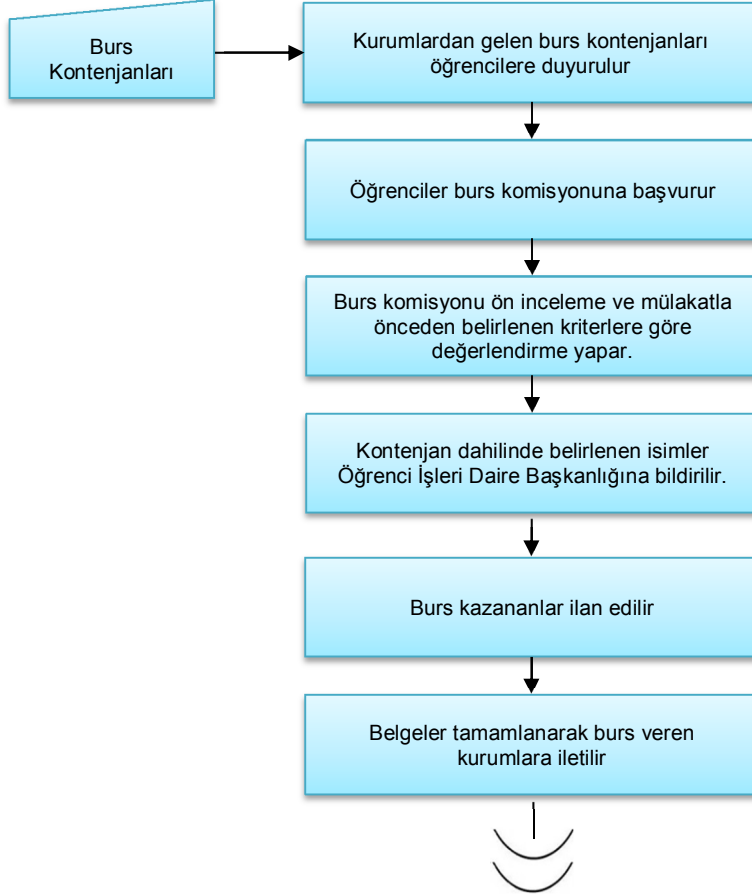 Burs
Kontenjanları
Kurumlardan gelen burs kontenjanları
öğrencilere duyurulur
Öğrenciler burs komisyonuna başvurur
Burs komisyonu ön inceleme ve mülakatla
önceden belirlenen kriterlere göre
değerlendirme yapar.
Kontenjan dahilinde belirlenen isimler
Öğrenci İşleri Daire Başkanlığına bildirilir.
Burs kazananlar ilan edilir
Belgeler tamamlanarak burs veren
kurumlara iletilir